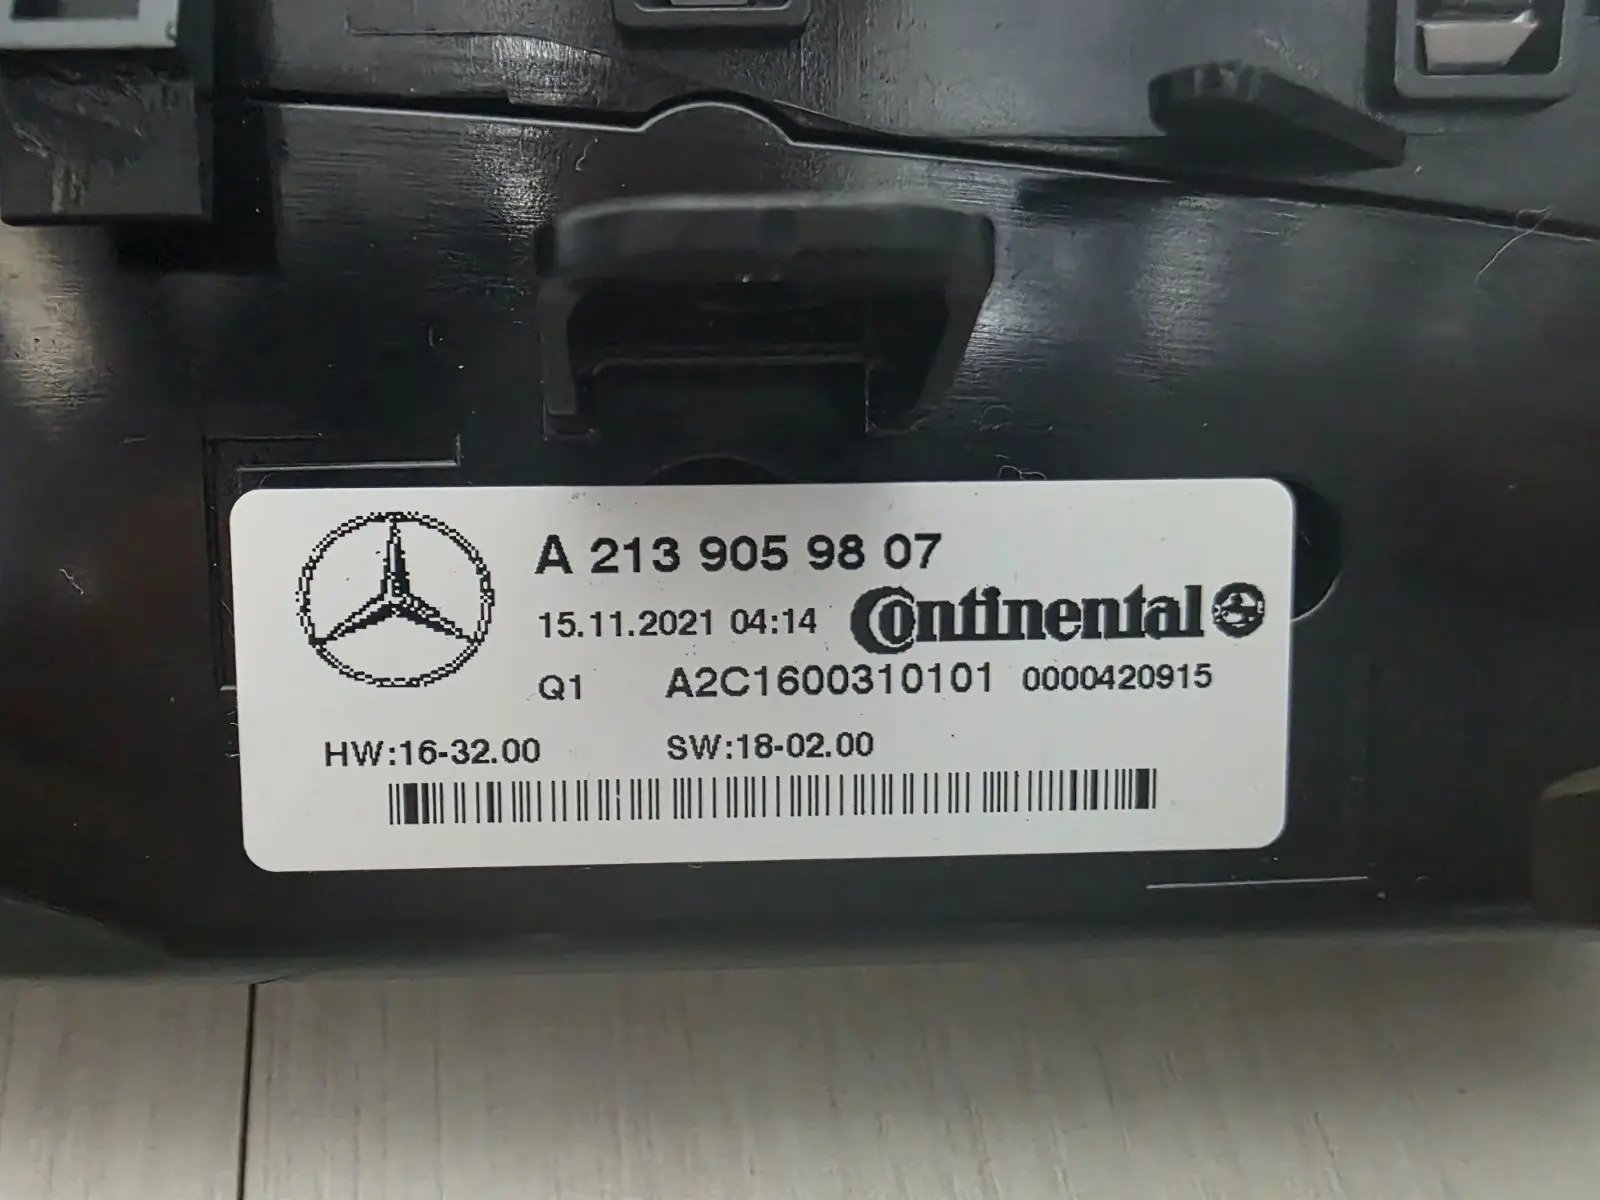 A 213 905 98 07
15.11.2021 04:14 Continental
Q1 A2C1600310101 0000420915
HW:16-32.00 SW:18-02.00